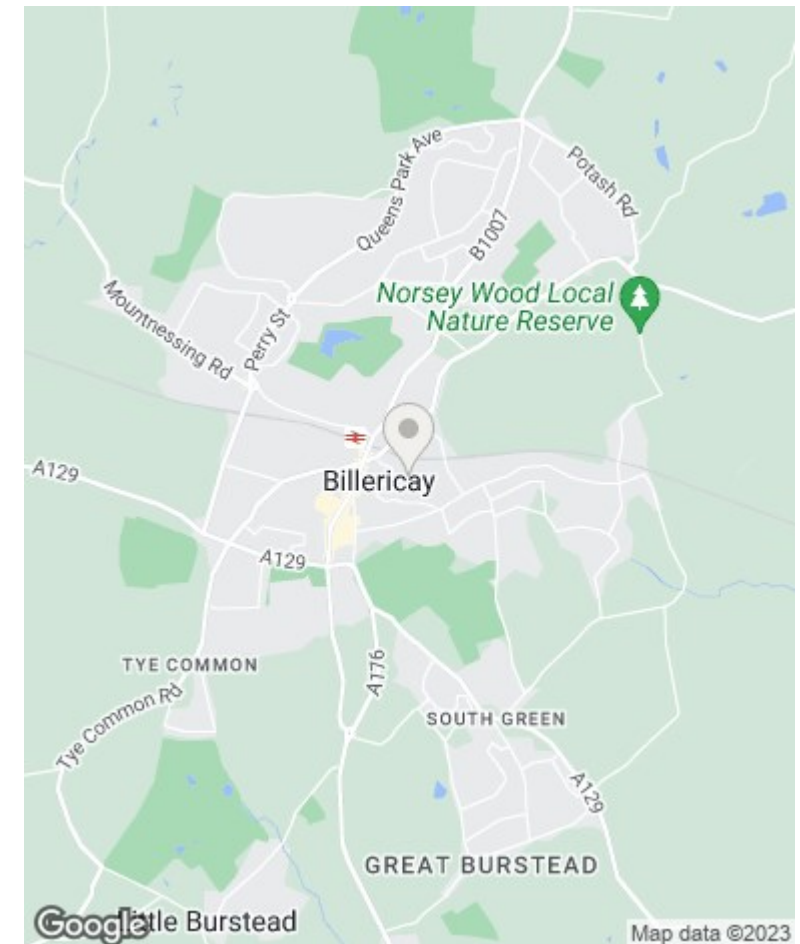 Queens Park Ave
Potash Rd
B1007
Norsey Wood Local
Nature Reserve
Mountnessing Rd
Perry St
A129
Billericay
A129
TYE COMMON
A176
Tye Common Rd
SOUTH GREEN
A129
GREAT BURSTEAD
Google
ttle Burstead
Map data ©2023